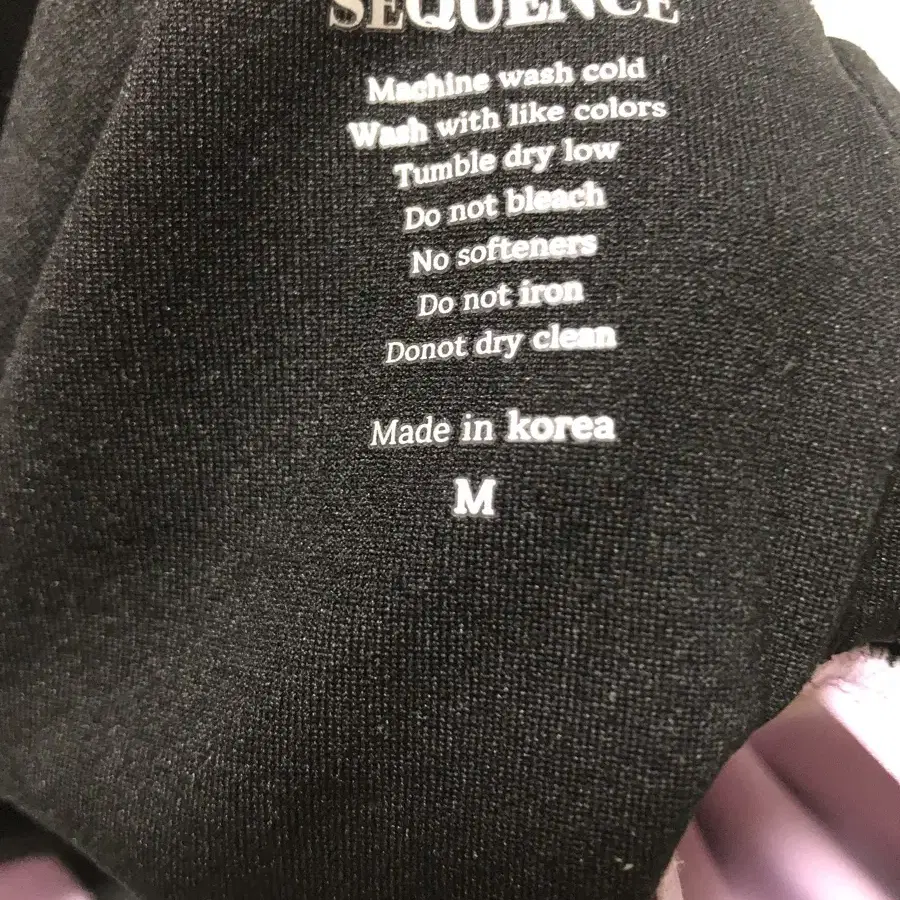 SEQUENCE
Machine wash cold
Wash with like colors
Tumble dry low
Do not bleach
No softeners
Do not iron
Donot dry clean
Made in korea
M